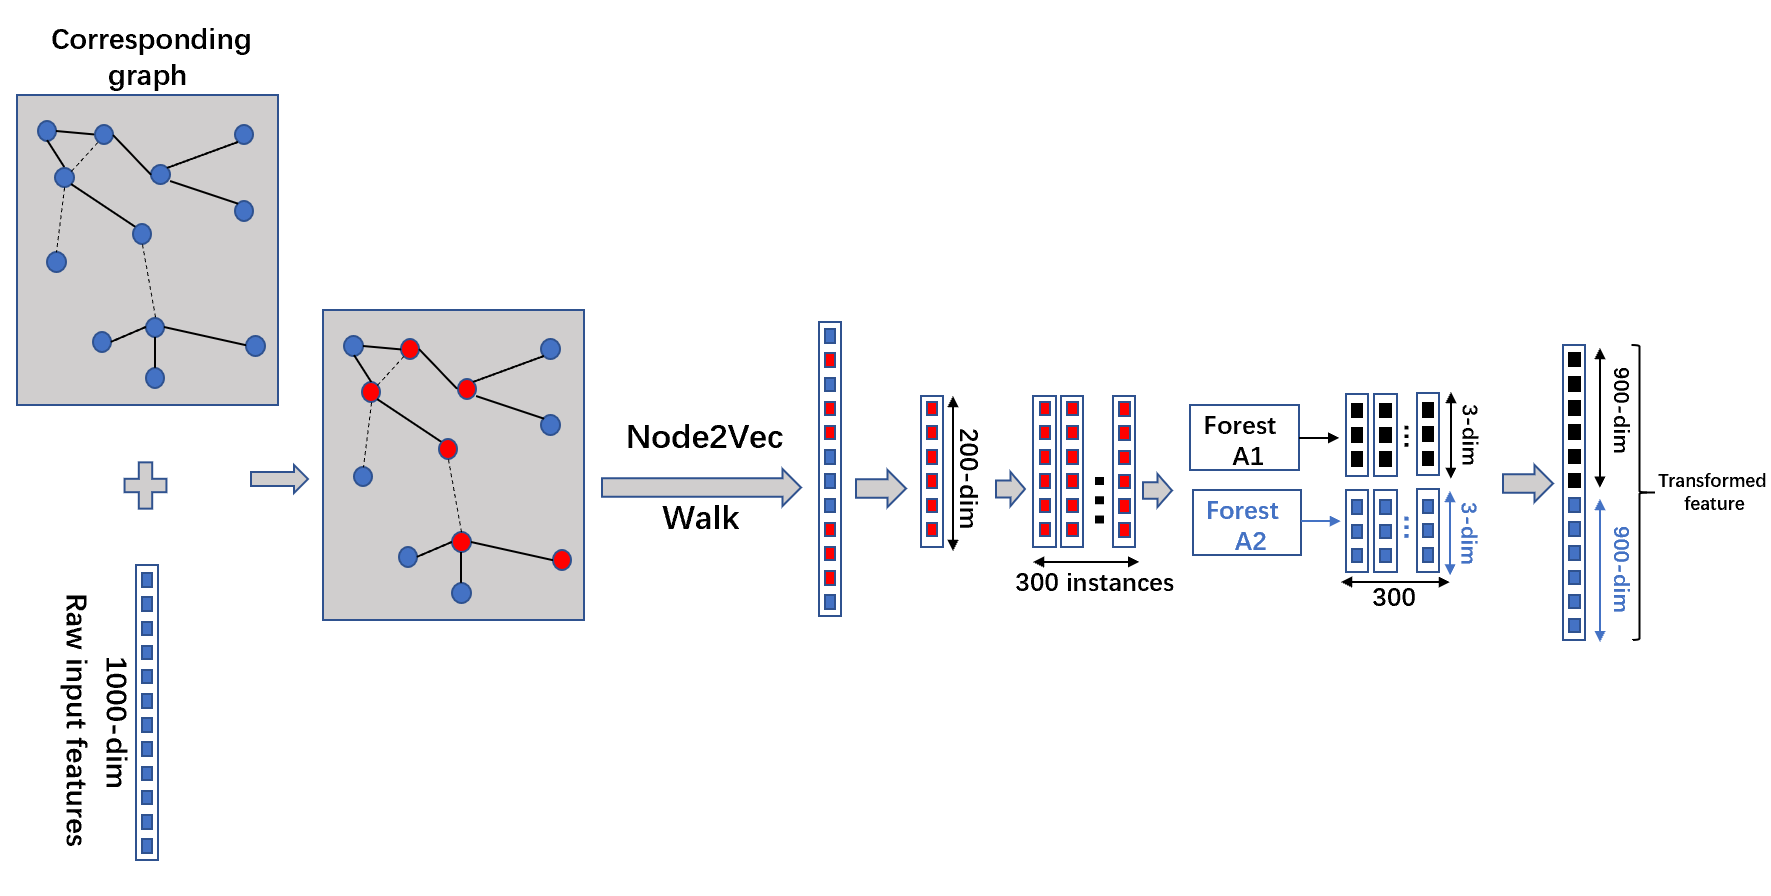 Corresponding
graph
1000-dim
Raw input features
Node2Vec
Walk
200-dim
300 instances
Forest
A1
Forest
A2
3-dim
3-dim
300
900-dim
900-dim
Transformed
feature